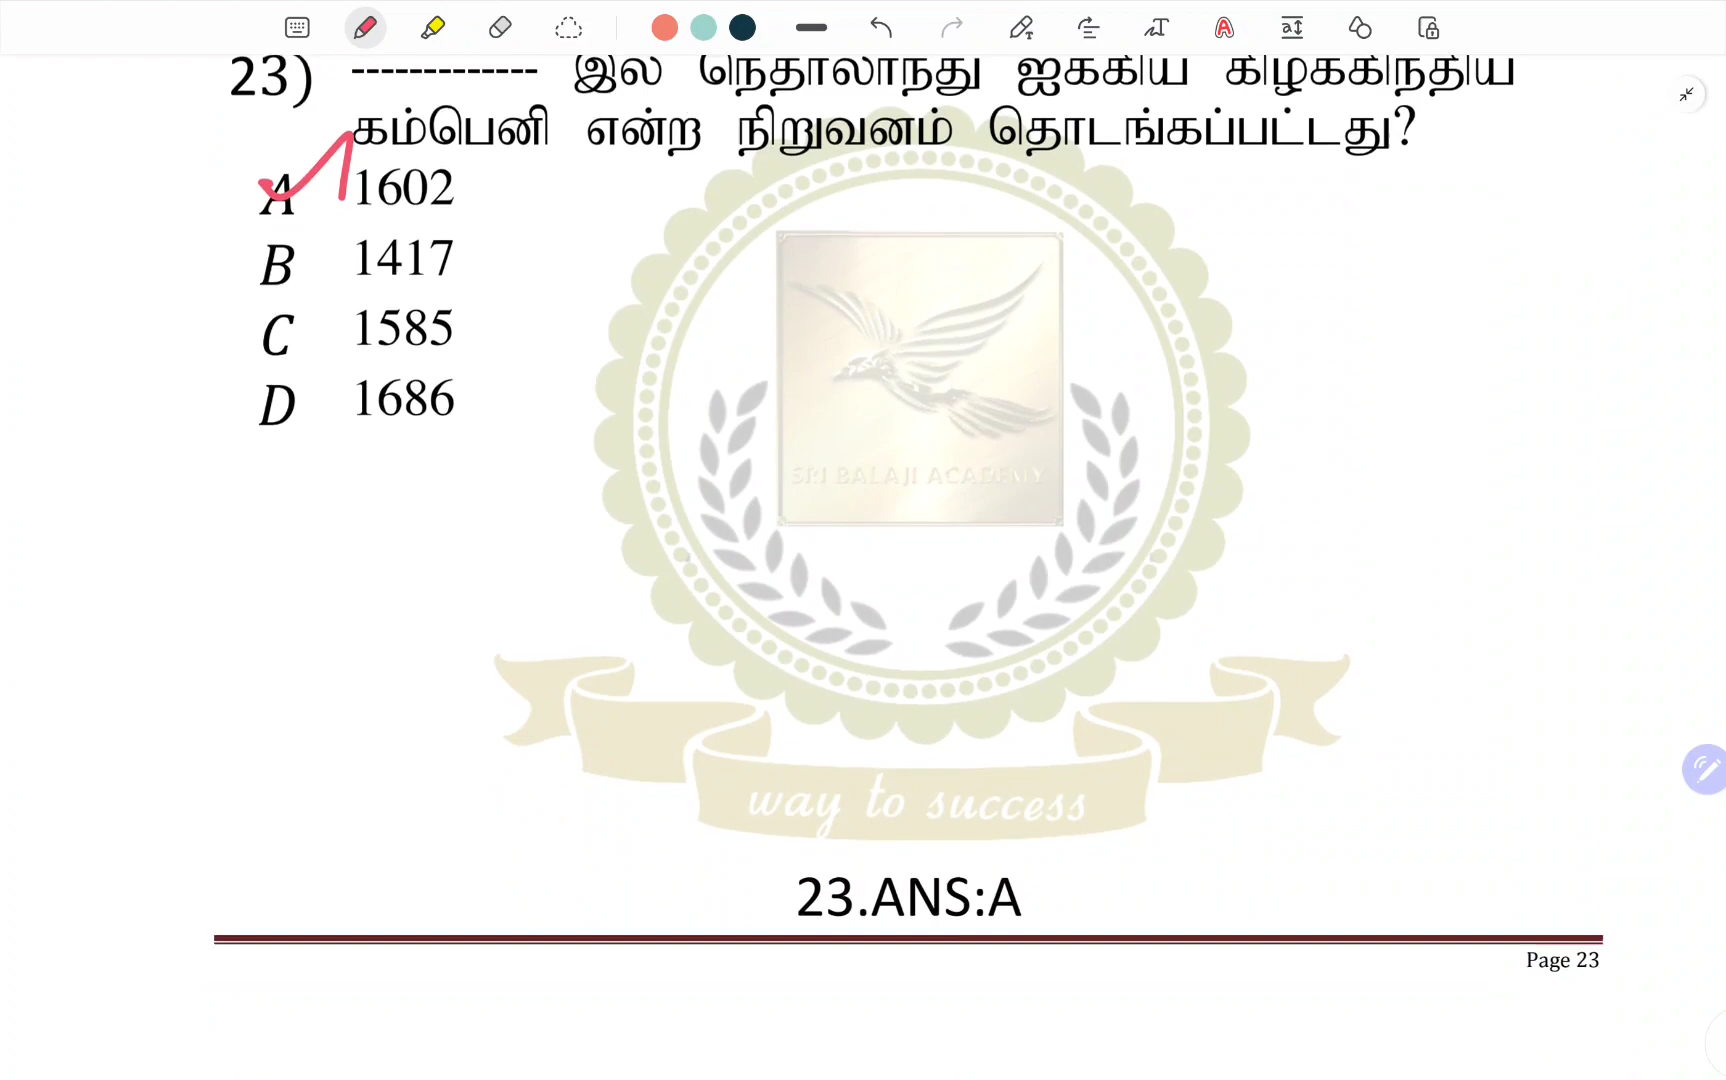 23) ------------- இல் நெதர்லாந்து ஐக்கிய கிழக்கிந்திய
கம்பெனி என்ற நிறுவனம் தொடங்கப்பட்டது?
A 1602
B 1417
C 1585
D 1686
SRI BALAJI ACADEMY
way to success
23.ANS:A
Page 23